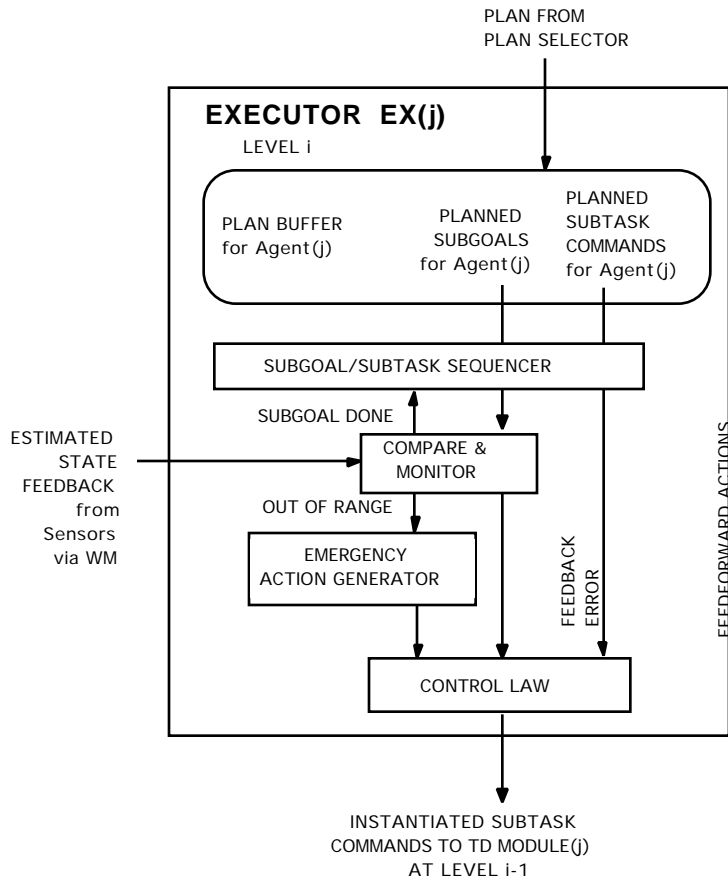 PLAN FROM
PLAN SELECTOR
EXECUTOR EX(j)
LEVEL i
PLAN BUFFER
for Agent(j)
PLANNED
SUBGOALS
for Agent(j)
PLANNED
SUBTASK
COMMANDS
for Agent(j)
SUBGOAL/SUBTASK SEQUENCER
SUBGOAL DONE
ESTIMATED
STATE
FEEDBACK
from
Sensors
via WM
COMPARE &
MONITOR
OUT OF RANGE
EMERGENCY
ACTION GENERATOR
FEEDBACK
ERROR
FEEDFORWARD ACTIONS
CONTROL LAW
INSTANTIATED SUBTASK
COMMANDS TO TD MODULE(j)
AT LEVEL i-1